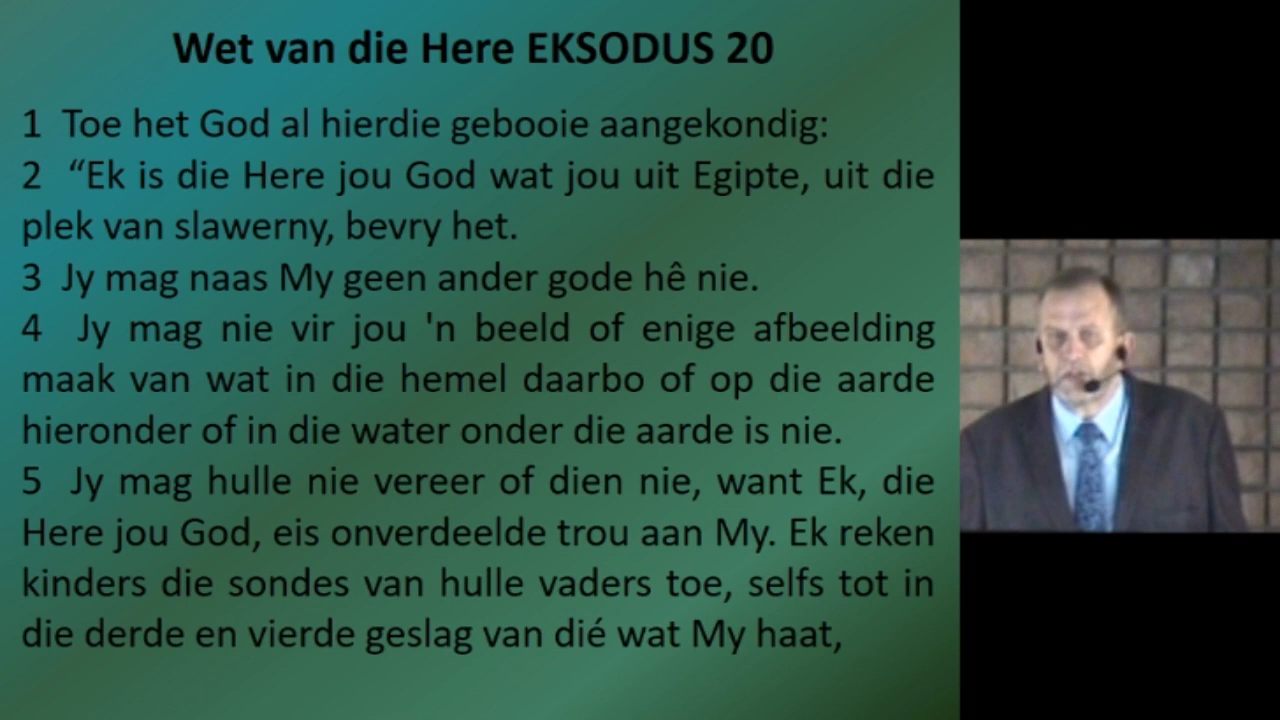 Wet van die Here EKSODUS 20
1 Toe het God al hierdie gebooie aangekondig:
2 “Ek is die Here jou God wat jou uit Egipte, uit die
plek van slawerny, bevry het.
3 Jy mag naas My geen ander gode hê nie.
4 Jy mag nie vir jou 'n beeld of enige afbeelding
maak van wat in die hemel daarbo of op die aarde
hieronder of in die water onder die aarde is nie.
5 Jy mag hulle nie vereer of dien nie, want Ek, die
Here jou God, eis onverdeelde trou aan My. Ek reken
kinders die sondes van hulle vaders toe, selfs tot in
die derde en vierde geslag van dié wat My haat,